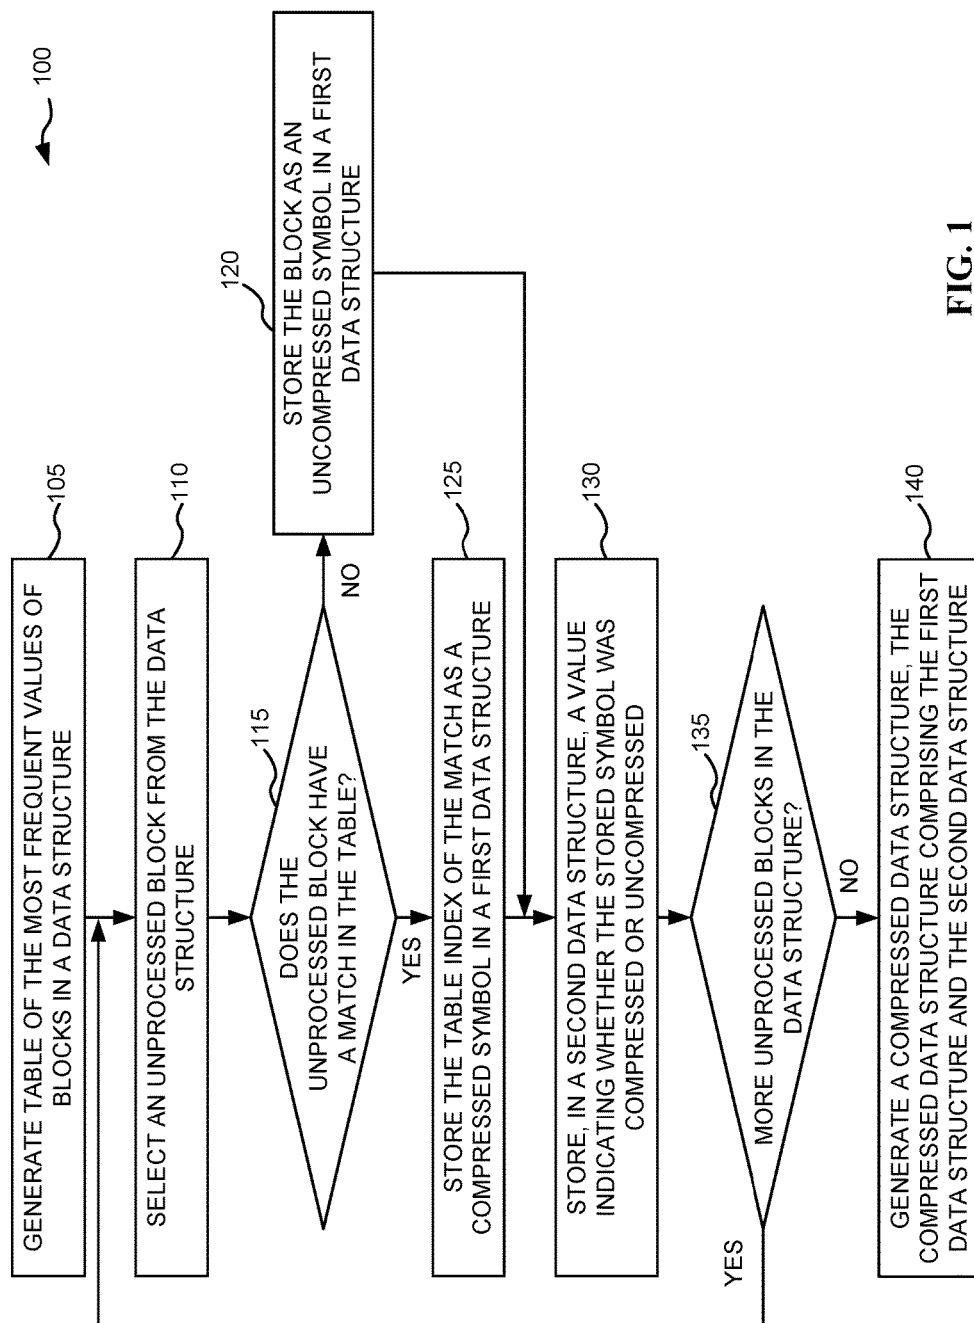 100
GENERATE TABLE OF THE MOST FREQUENT VALUES OF
BLOCKS IN A DATA STRUCTURE
105
SELECT AN UNPROCESSED BLOCK FROM THE DATA
STRUCTURE
110
DOES THE
UNPROCESSED BLOCK HAVE
A MATCH IN THE TABLE?
115
NO
YES
STORE THE BLOCK AS AN
UNCOMPRESSED SYMBOL IN A FIRST
DATA STRUCTURE
120
STORE THE TABLE INDEX OF THE MATCH AS A
COMPRESSED SYMBOL IN A FIRST DATA STRUCTURE
125
STORE, IN A SECOND DATA STRUCTURE, A VALUE
INDICATING WHETHER THE STORED SYMBOL WAS
COMPRESSED OR UNCOMPRESSED
130
MORE UNPROCESSED BLOCKS IN THE
DATA STRUCTURE?
135
YES
NO
GENERATE A COMPRESSED DATA STRUCTURE, THE
COMPRESSED DATA STRUCTURE COMPRISING THE FIRST
DATA STRUCTURE AND THE SECOND DATA STRUCTURE
140
FIG. 1